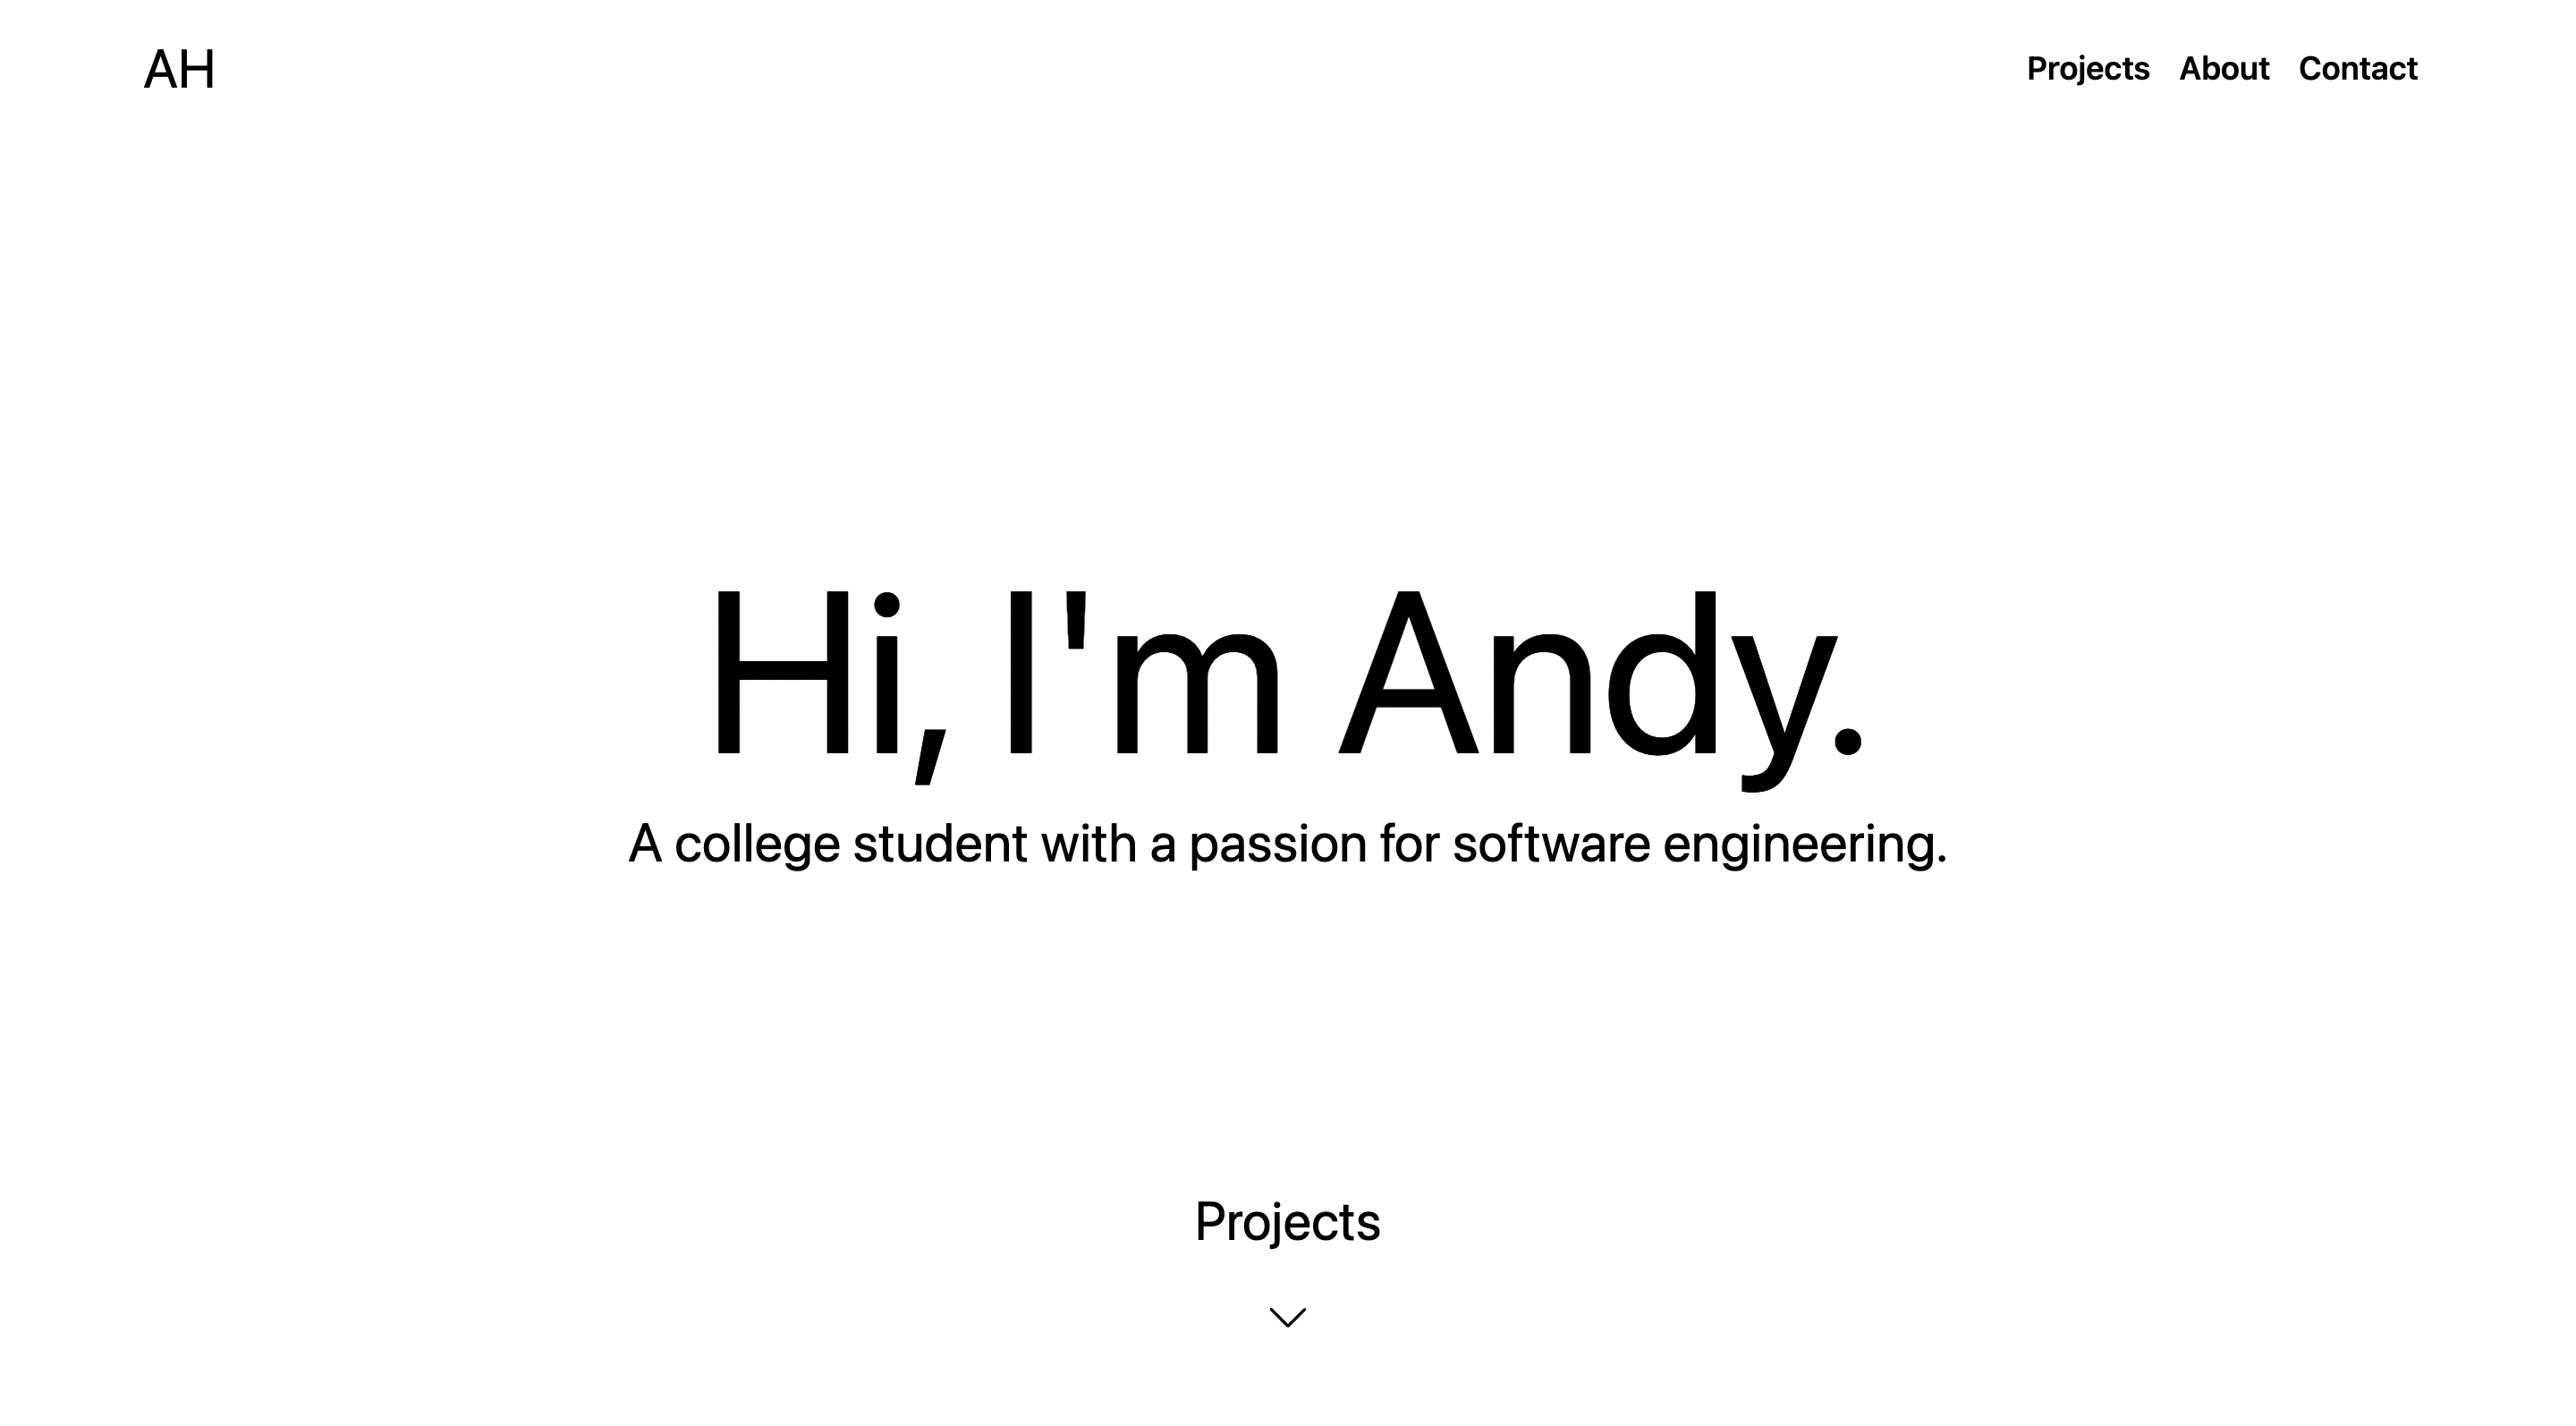 AH
Projects About Contact
Hi, I'm Andy.
A college student with a passion for software engineering.
Projects